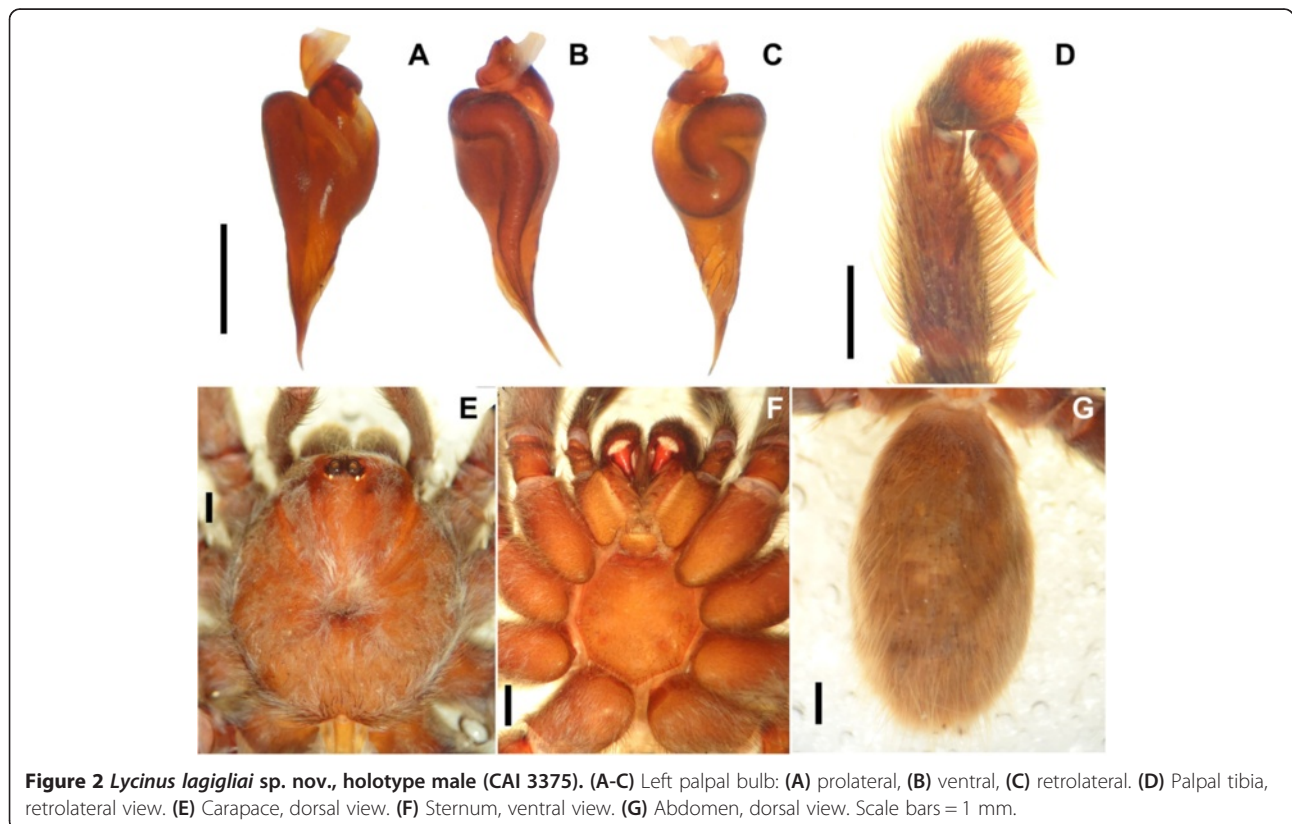 A
B
C
D
E
F
G
Figure 2 Lycinus lagigliai sp. nov., holotype male (CAI 3375). (A-C) Left palpal bulb: (A) prolateral, (B) ventral, (C) retrolateral. (D) Palpal tibia,
retrolateral view. (E) Carapace, dorsal view. (F) Sternum, ventral view. (G) Abdomen, dorsal view. Scale bars = 1 mm.